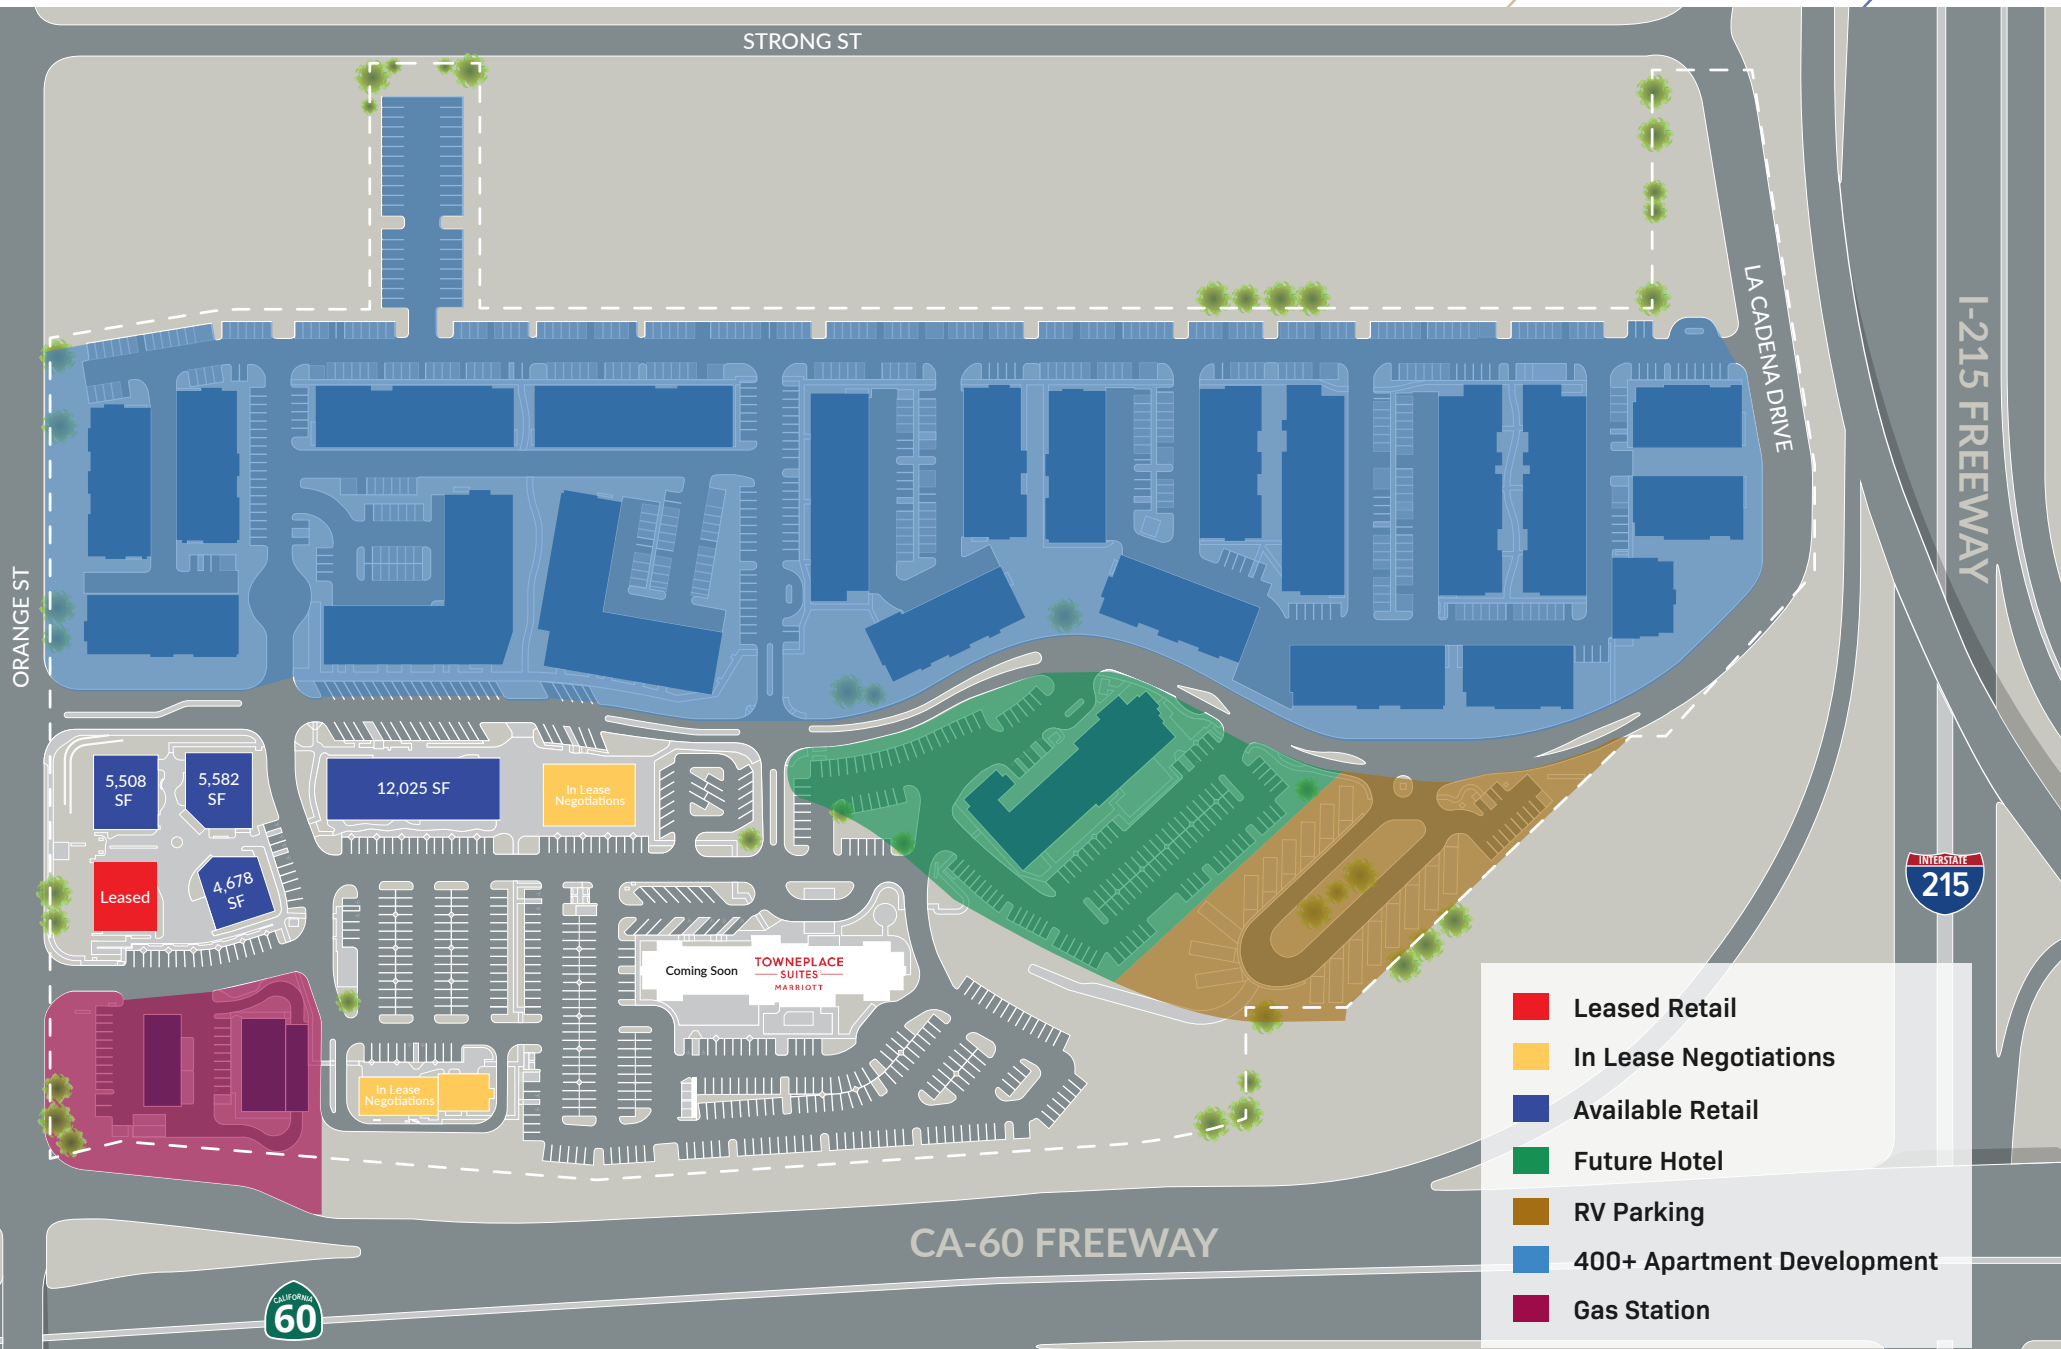 STRONG ST
LA CADENA DRIVE
I-215 FREEWAY
ORANGE ST
5,508
SF
5,582
SF
12,025 SF
In Lease
Negotiations
Leased
4,678
SF
Coming Soon
TOWNEPLACE
SUITES
MARRIOTT
In Lease
Negotiations
INTERSTATE
215
CA-60 FREEWAY
CALIFORNIA
60
Leased Retail
In Lease Negotiations
Available Retail
Future Hotel
RV Parking
400+ Apartment Development
Gas Station